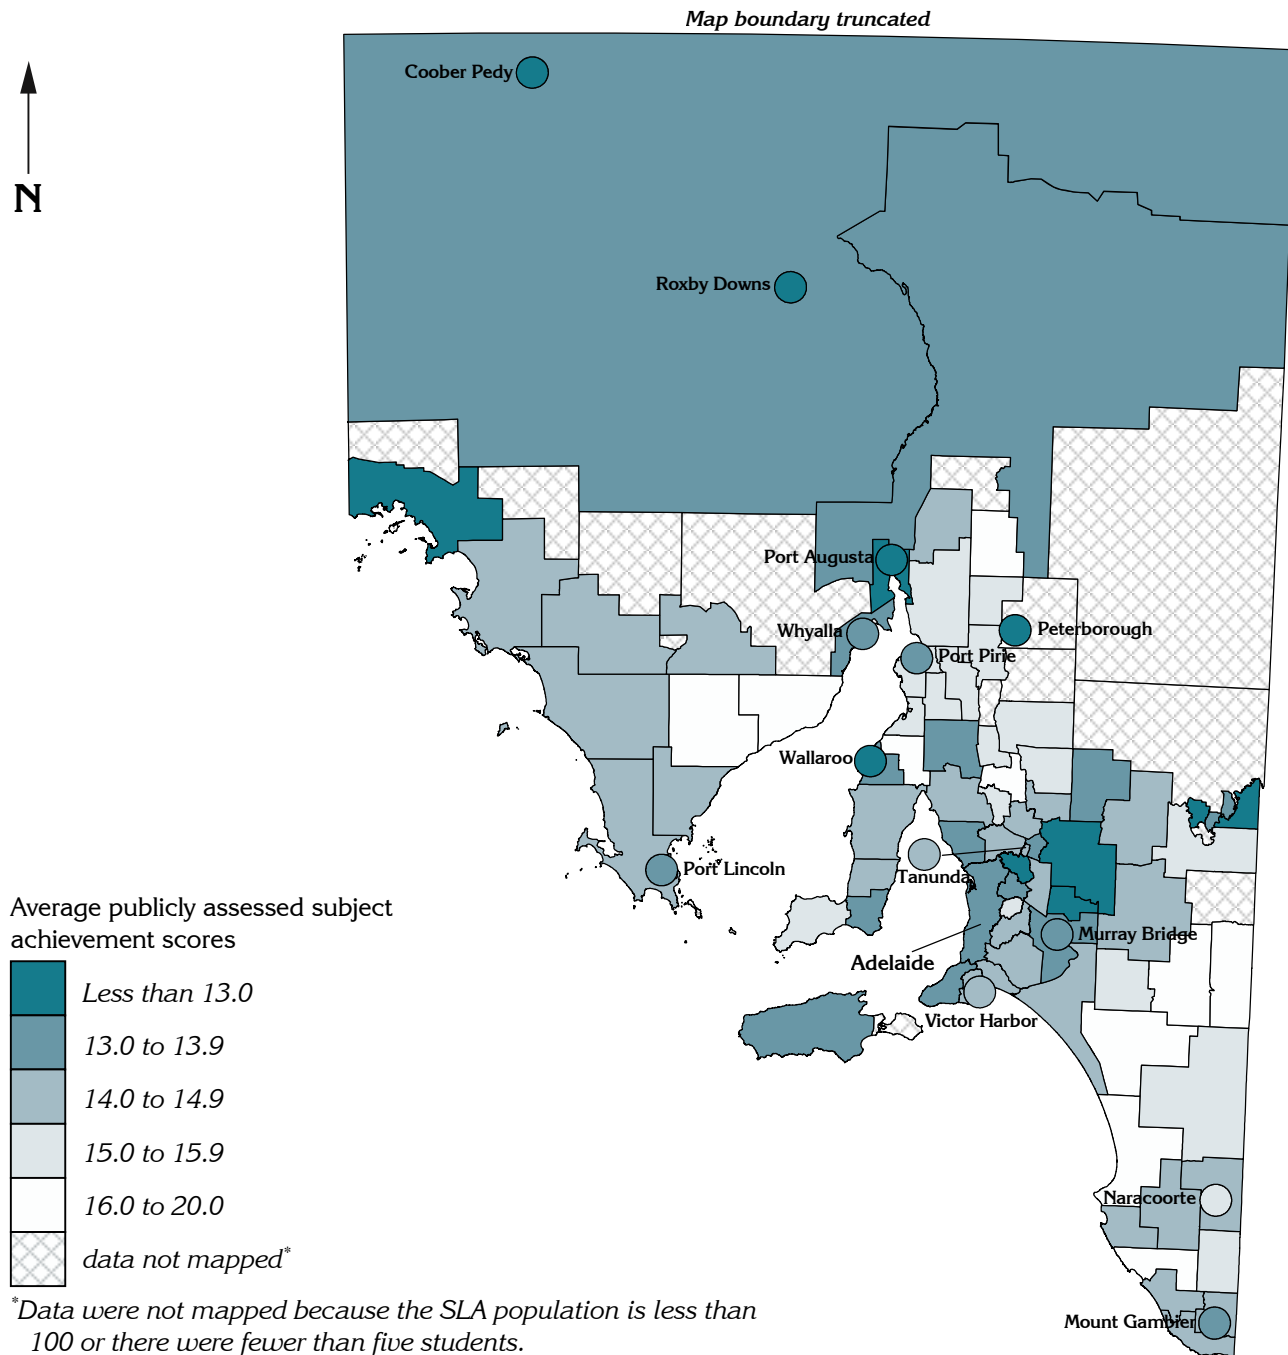 Map boundary truncated
Coober Pedy
N
Roxby Downs
Port Augusta
Whyalla
Peterborough
Port Pirie
Wallaroo
Port Lincoln
Tanunda
Murray Bridge
Adelaide
Victor Harbor
Naracoorte
Mount Gambier
Average publicly assessed subject
achievement scores
Less than 13.0
13.0 to 13.9
14.0 to 14.9
15.0 to 15.9
16.0 to 20.0
data not mapped*
*Data were not mapped because the SLA population is less than
100 or there were fewer than five students.